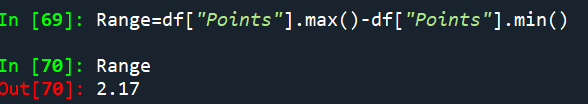 In [69]: Range=df["Points"].max()-df["Points"].min()
In [70]: Range
Out[70]: 2.17